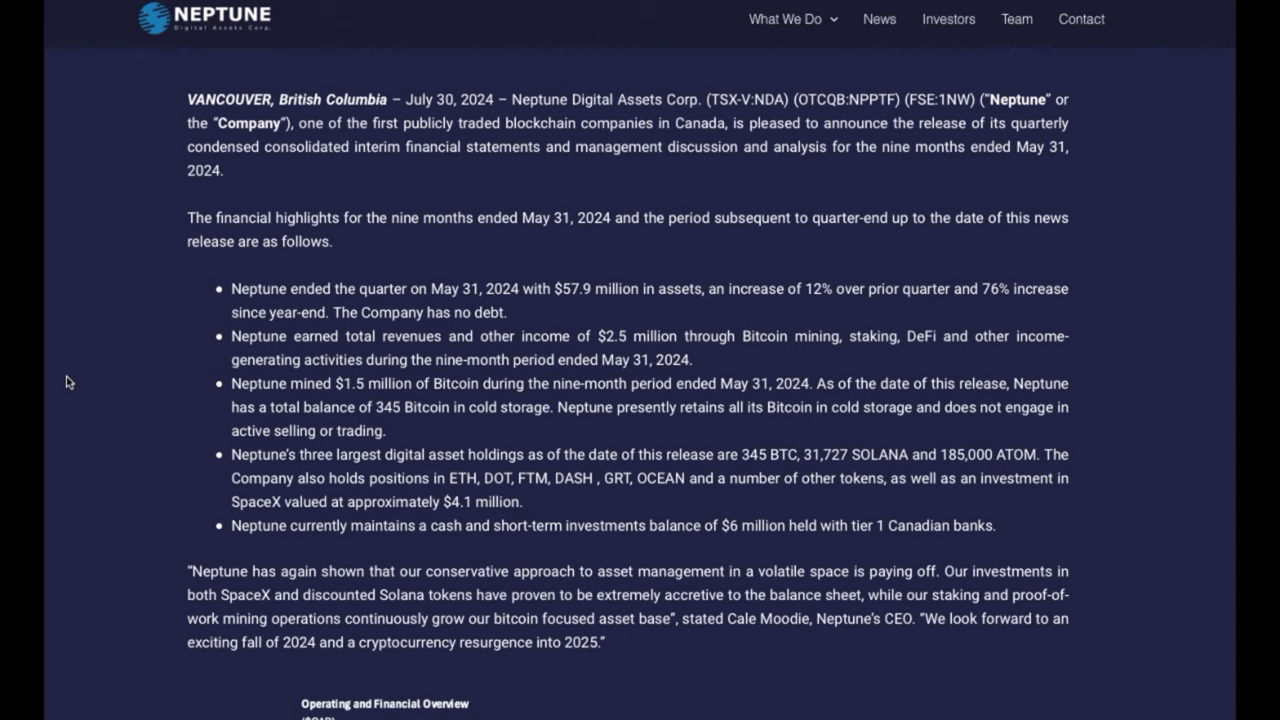 NEPTUNE
Digital Assets Corp.
What We Do
News
Investors
Team
Contact
VANCOUVER, British Columbia – July 30, 2024 – Neptune Digital Assets Corp. (TSX-V:NDA) (OTCQB:NPPTF) (FSE:1NW) (“Neptune” or
the “Company”), one of the first publicly traded blockchain companies in Canada, is pleased to announce the release of its quarterly
condensed consolidated interim financial statements and management discussion and analysis for the nine months ended May 31,
2024.
The financial highlights for the nine months ended May 31, 2024 and the period subsequent to quarter-end up to the date of this news
release are as follows.
• Neptune ended the quarter on May 31, 2024 with $57.9 million in assets, an increase of 12% over prior quarter and 76% increase
since year-end. The Company has no debt.
• Neptune earned total revenues and other income of $2.5 million through Bitcoin mining, staking, DeFi and other income-
generating activities during the nine-month period ended May 31, 2024.
• Neptune mined $1.5 million of Bitcoin during the nine-month period ended May 31, 2024. As of the date of this release, Neptune
has a total balance of 345 Bitcoin in cold storage. Neptune presently retains all its Bitcoin in cold storage and does not engage in
active selling or trading.
• Neptune’s three largest digital asset holdings as of the date of this release are 345 BTC, 31,727 SOLANA and 185,000 ATOM. The
Company also holds positions in ETH, DOT, FTM, DASH , GRT, OCEAN and a number of other tokens, as well as an investment in
SpaceX valued at approximately $4.1 million.
• Neptune currently maintains a cash and short-term investments balance of $6 million held with tier 1 Canadian banks.
“Neptune has again shown that our conservative approach to asset management in a volatile space is paying off. Our investments in
both SpaceX and discounted Solana tokens have proven to be extremely accretive to the balance sheet, while our staking and proof-of-
work mining operations continuously grow our bitcoin focused asset base”, stated Cale Moodie, Neptune’s CEO. “We look forward to an
exciting fall of 2024 and a cryptocurrency resurgence into 2025.”
Operating and Financial Overview